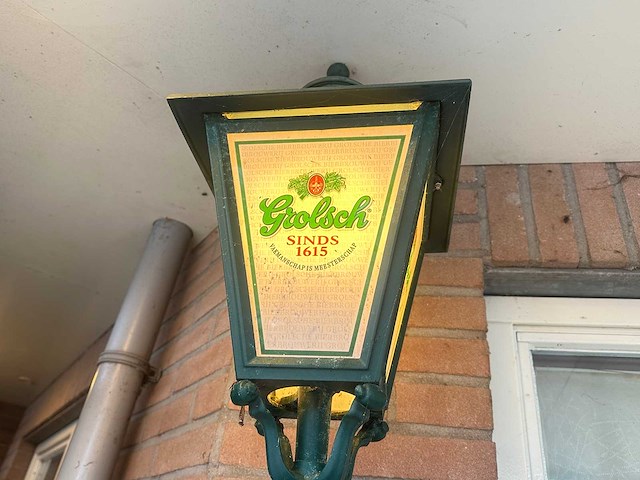 Grolsch
SINDS
1615
VAKMANSCHAP IS MEESTERSCHAP